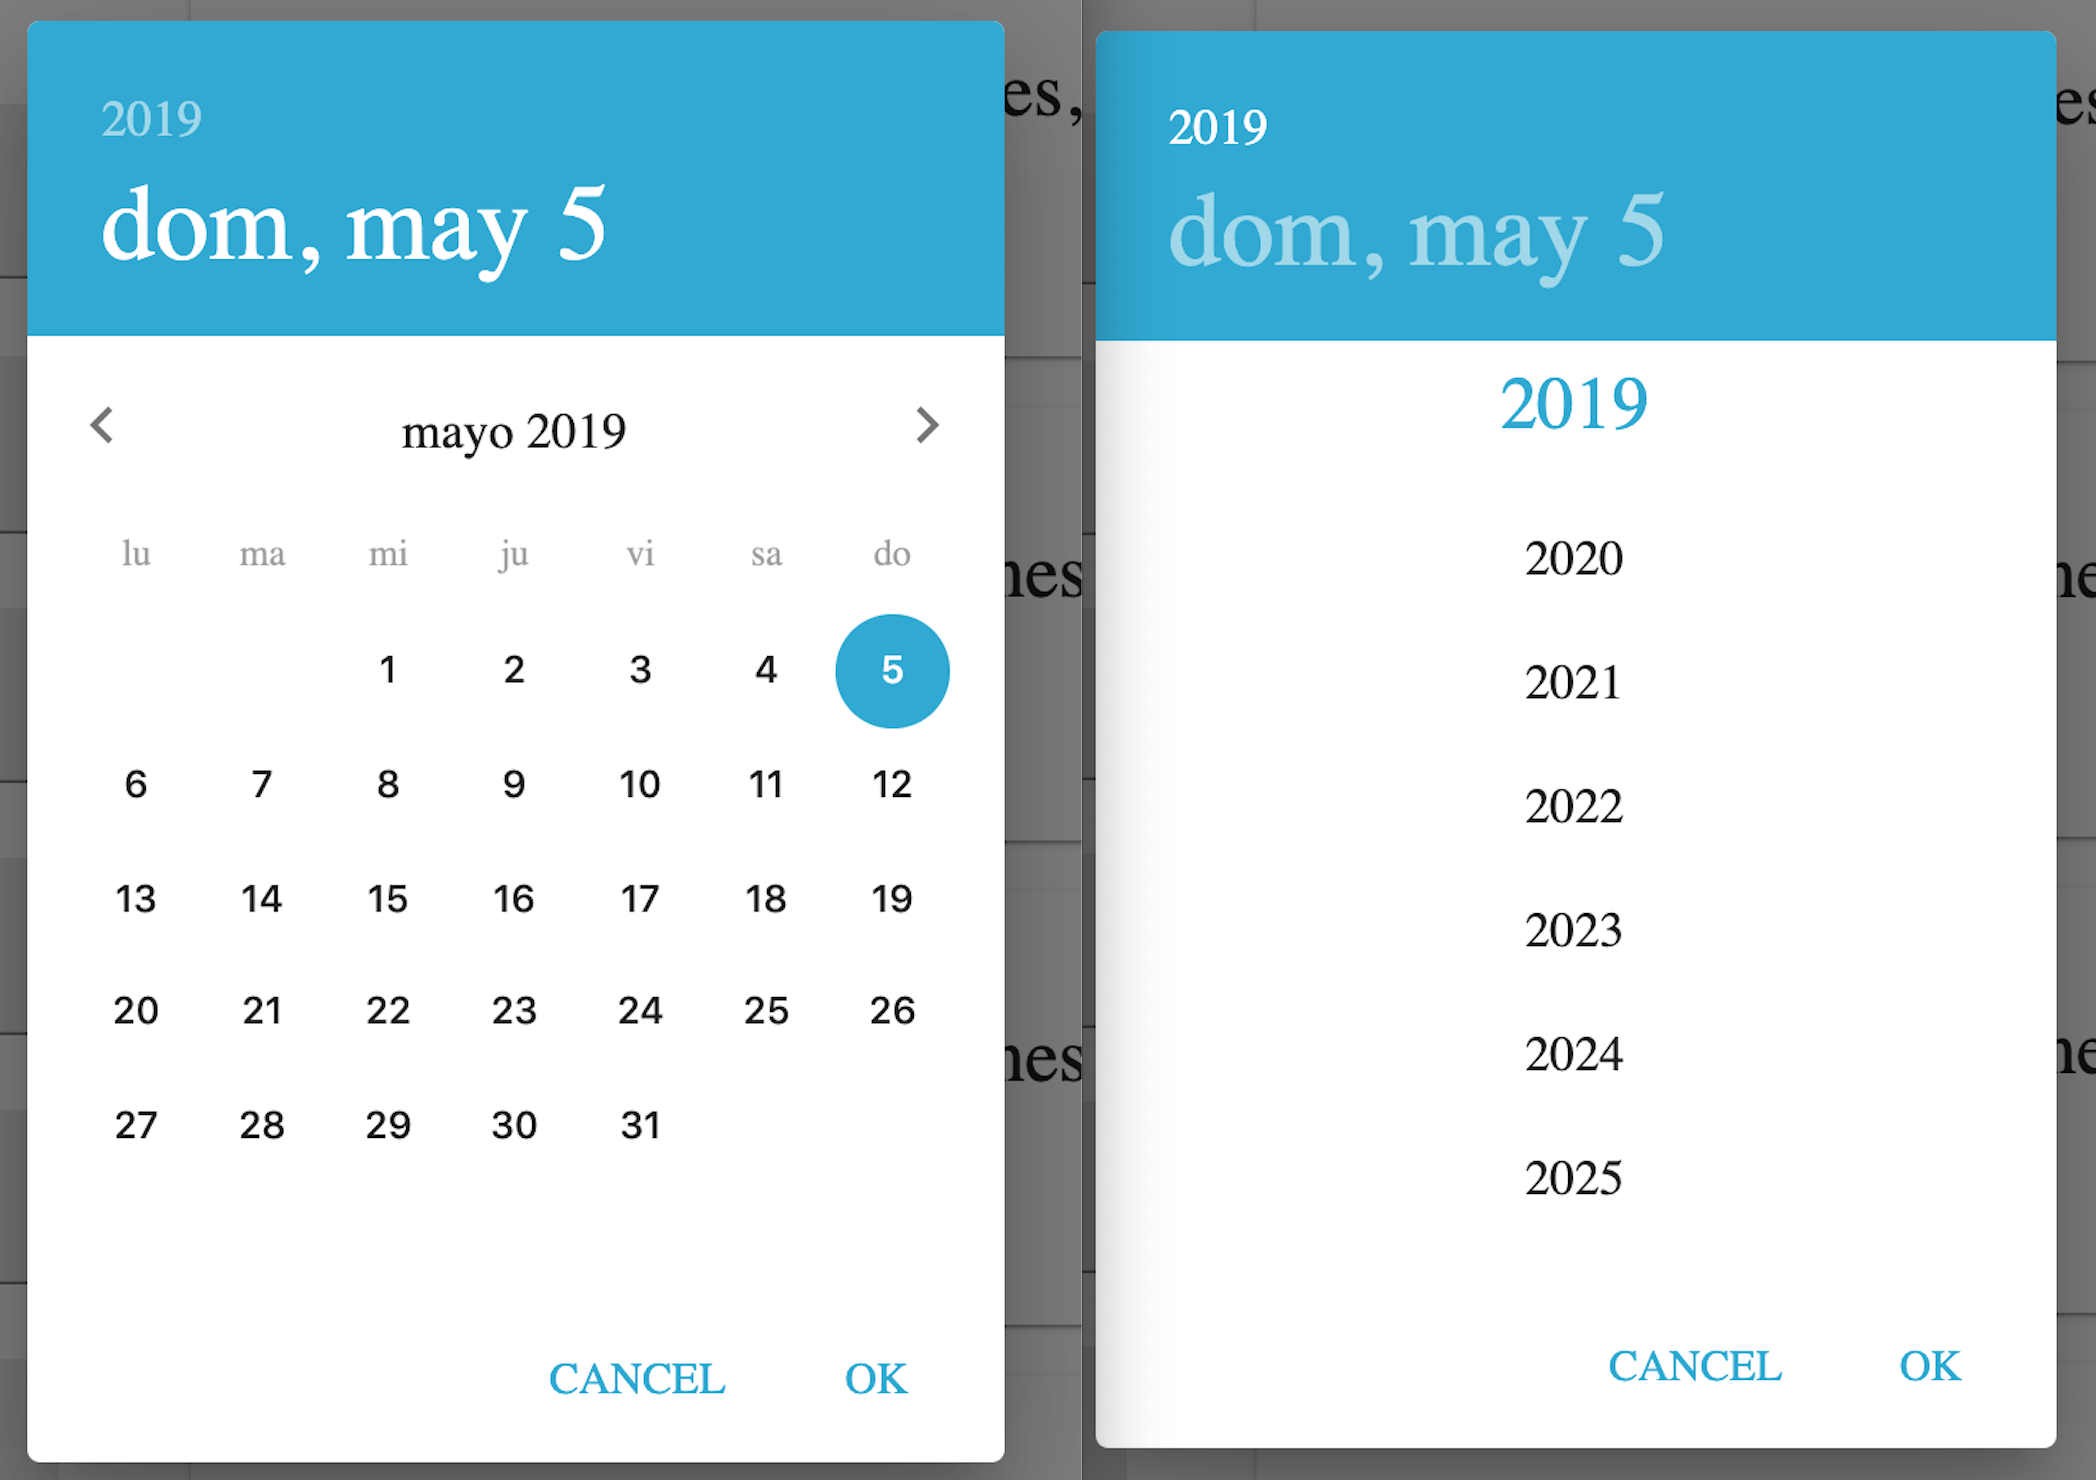 2019
dom, may 5
mayo 2019
lu ma mi ju vi sa do
1 2 3 4 5
6 7 8 9 10 11 12
13 14 15 16 17 18 19
20 21 22 23 24 25 26
27 28 29 30 31
CANCEL OK
es,
nes
nes
2019
dom, may 5
2019
2020
2021
2022
2023
2024
2025
CANCEL OK
es